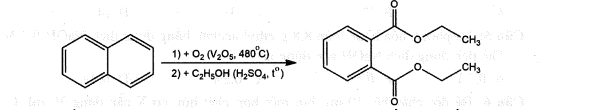 1) + O₂ (V₂O₅, 480°C)
2) + C₂H₅OH (H₂SO₄, t°)
O
O
CH₃
O
CH₃
O